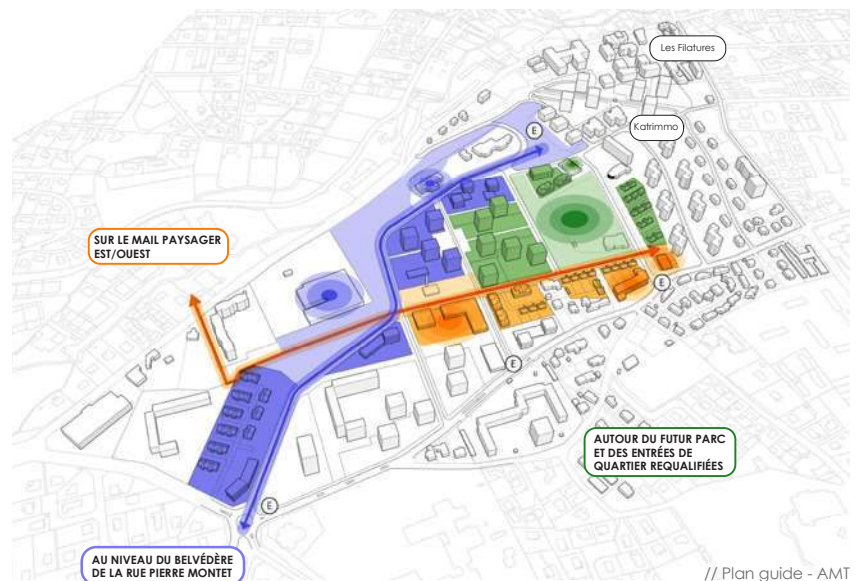 Les Filatures
E
Katrimmo
SUR LE MAIL PAYSAGER
EST/OUEST
E
E
AUTOUR DU FUTUR PARC
ET DES ENTRÉES DE
QUARTIER REQUALIFIÉES
E
AU NIVEAU DU BELVÉDÈRE
DE LA RUE PIERRE MONTET
// Plan guide - AMT